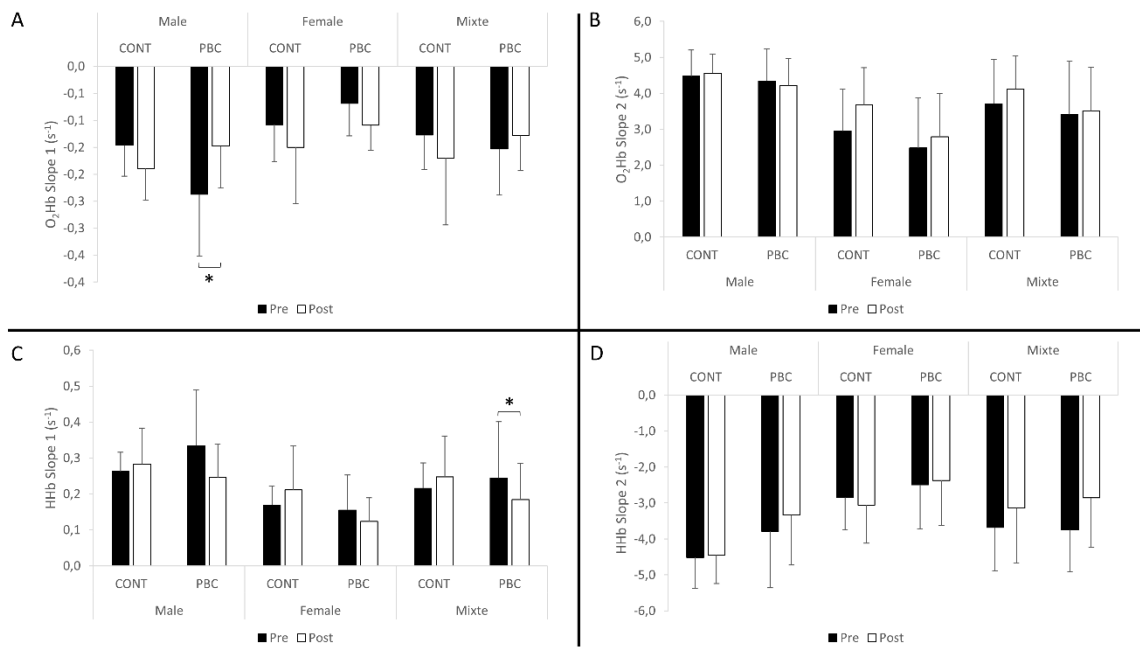 A
Male Female Mixte
CONT PBC CONT PBC CONT PBC
0,0
-0,1
-0,1
-0,2
-0,2
-0,3
-0,4
-0,4
O₂Hb Slope 1 (s⁻¹)
*
Pre Post
B
6,0
5,0
4,0
3,0
2,0
1,0
0,0
O₂Hb Slope 2 (s⁻¹)
CONT PBC CONT PBC CONT PBC
Male Female Mixte
Pre Post
C
0,6
0,5
0,4
0,3
0,2
0,1
0,0
HHb Slope 1 (s⁻¹)
*
CONT PBC CONT PBC CONT PBC
Male Female Mixte
Pre Post
D
Male Female Mixte
CONT PBC CONT PBC CONT PBC
0,0
-1,0
-2,0
-3,0
-4,0
-5,0
-6,0
HHb Slope 2 (s⁻¹)
Pre Post